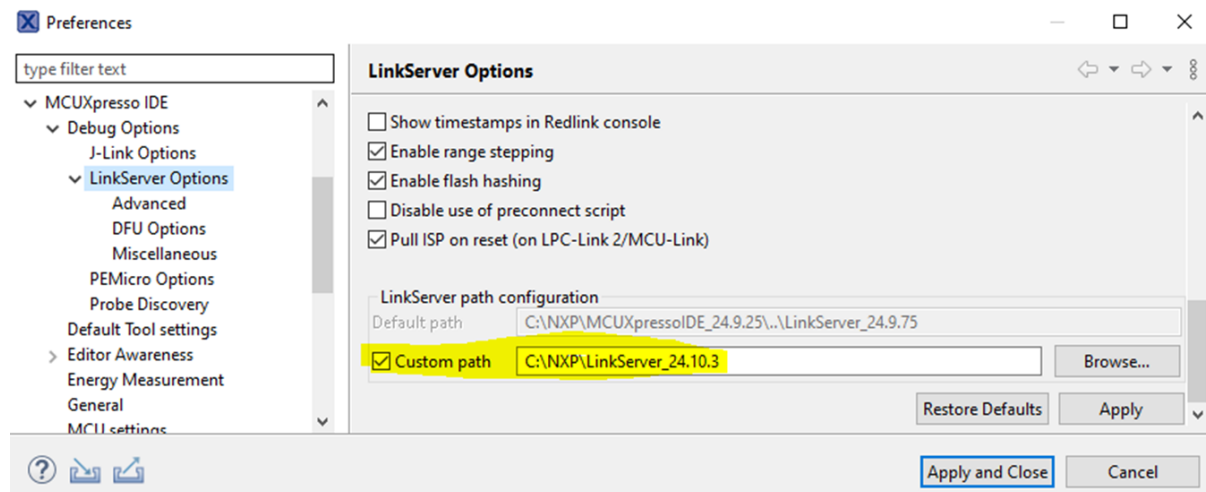 Preferences
type filter text
MCUXpresso IDE
Debug Options
J-Link Options
LinkServer Options
Advanced
DFU Options
Miscellaneous
PEMicro Options
Probe Discovery
Default Tool settings
Editor Awareness
Energy Measurement
General
MCU settings
LinkServer Options
Show timestamps in Redlink console
Enable range stepping
Enable flash hashing
Disable use of preconnect script
Pull ISP on reset (on LPC-Link 2/MCU-Link)
LinkServer path configuration
Default path C:\NXP\MCUXpressoIDE_24.9.25\..\LinkServer_24.9.75
Custom path C:\NXP\LinkServer_24.10.3 Browse...
Restore Defaults Apply
Apply and Close Cancel